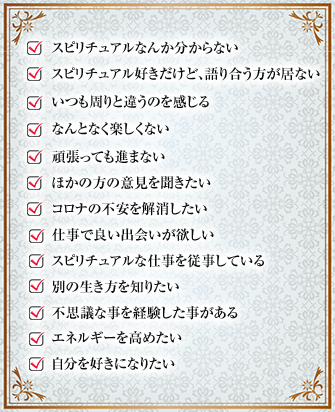 スピリチュアルなんか分からない
スピリチュアル好きだけど、語り合う方が居ない
いつも周りと違うのを感じる
なんとなく楽しくない
頑張っても進まない
ほかの方の意見を聞きたい
コロナの不安を解消したい
仕事で良い出会いが欲しい
スピリチュアルな仕事を従事している
別の生き方を知りたい
不思議な事を経験した事がある
エネルギーを高めたい
自分を好きになりたい